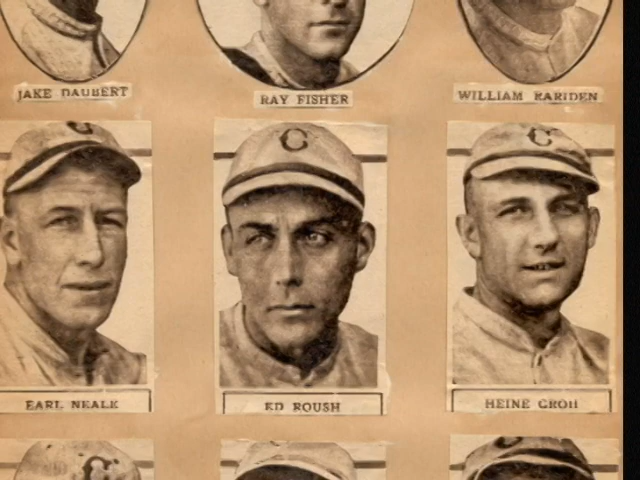 JAKE DAUBERT
RAY FISHER
WILLIAM RARIDEN
C
C
C
EARL NEALE
ED ROUSH
HEINE GROH
C